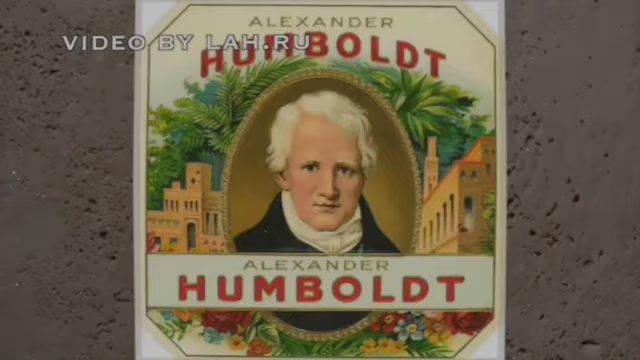 ALEXANDER
VIDEO BY LAH.RU
HUMBOLDT
ALEXANDER
HUMBOLDT